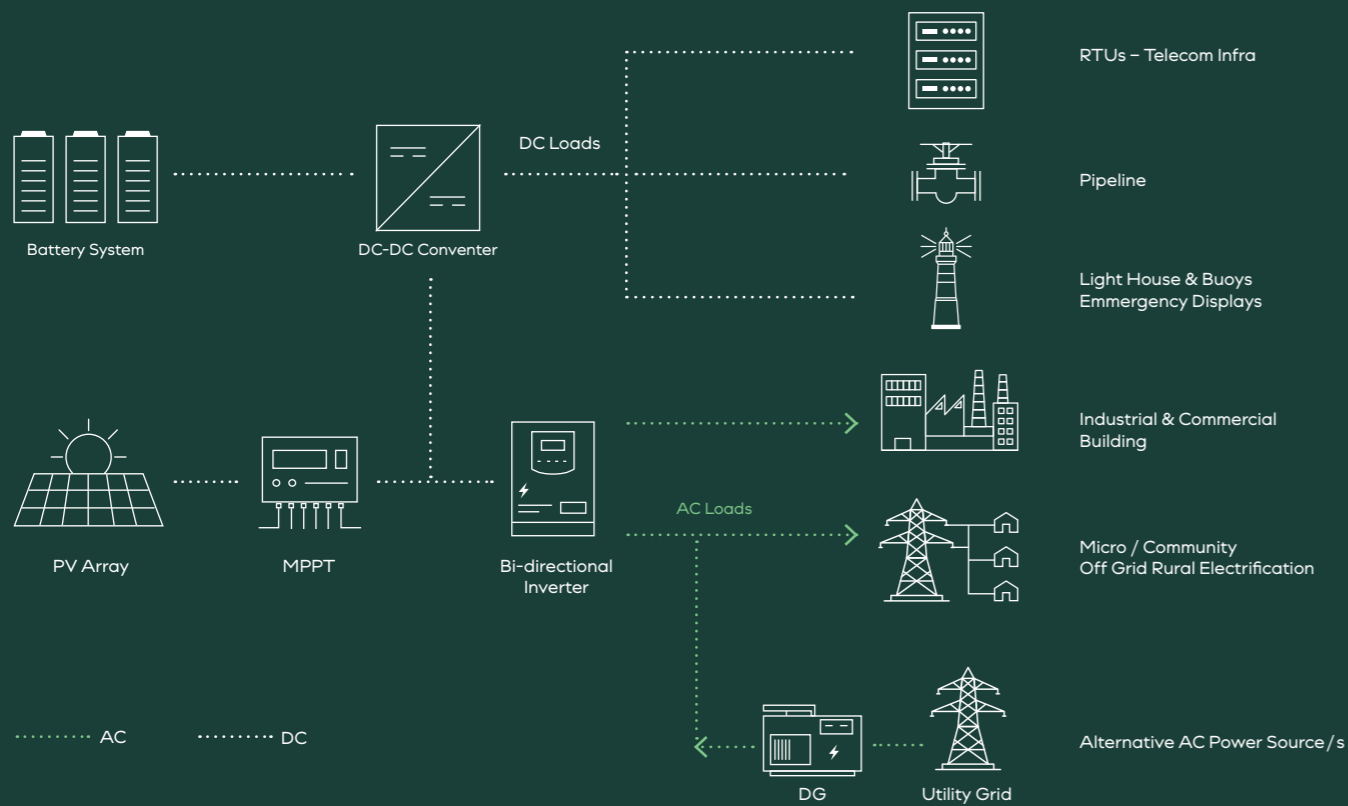 RTUs – Telecom Infra
DC Loads
Pipeline
Battery System
DC-DC Conventer
Light House & Buoys
Emmergency Displays
Industrial & Commercial
Building
AC Loads
PV Array
MPPT
Bi-directional
Inverter
Micro / Community
Off Grid Rural Electrification
AC
DC
Alternative AC Power Source/s
DG
Utility Grid